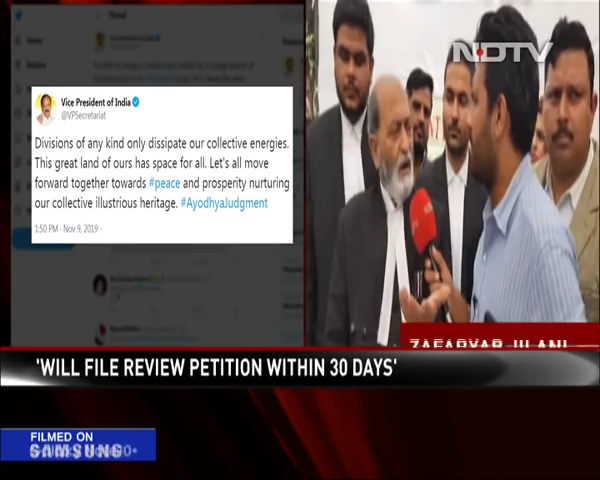 NDTV
Vice President of India
@VPSecretariat
Divisions of any kind only dissipate our collective energies.
This great land of ours has space for all. Let's all move
forward together towards #peace and prosperity nurturing
our collective illustrious heritage. #AyodhyaJudgment
1:50 PM - Nov 9, 2019
'WILL FILE REVIEW PETITION WITHIN 30 DAYS'
FILMED ON
SAMSUNG